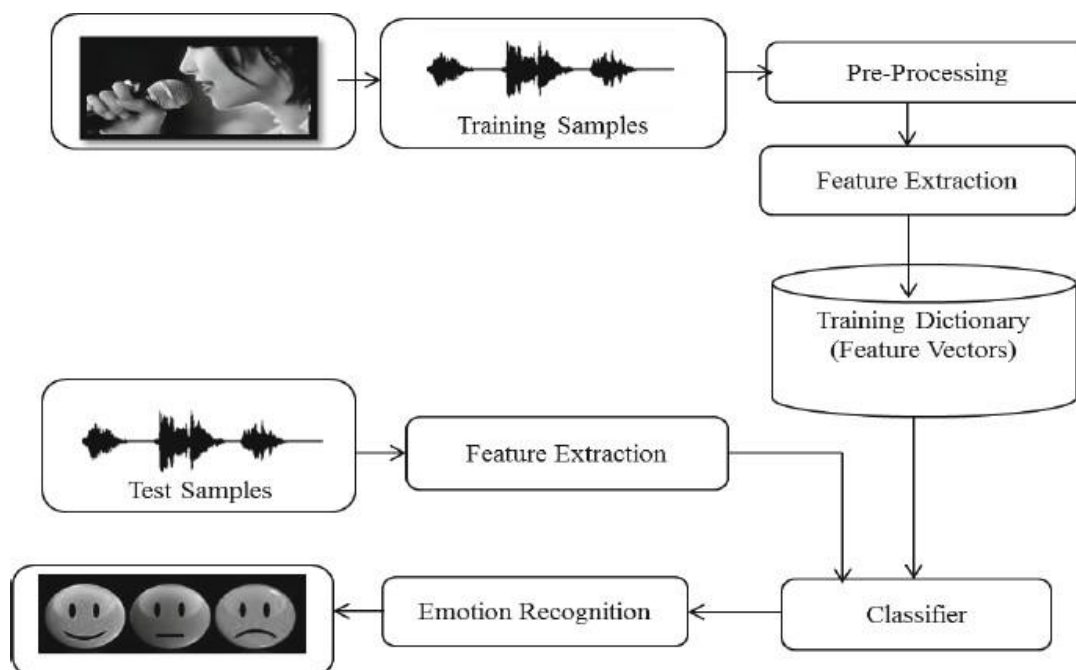 Training Samples
Pre-Processing
Feature Extraction
Training Dictionary
(Feature Vectors)
Test Samples
Feature Extraction
Emotion Recognition
Classifier